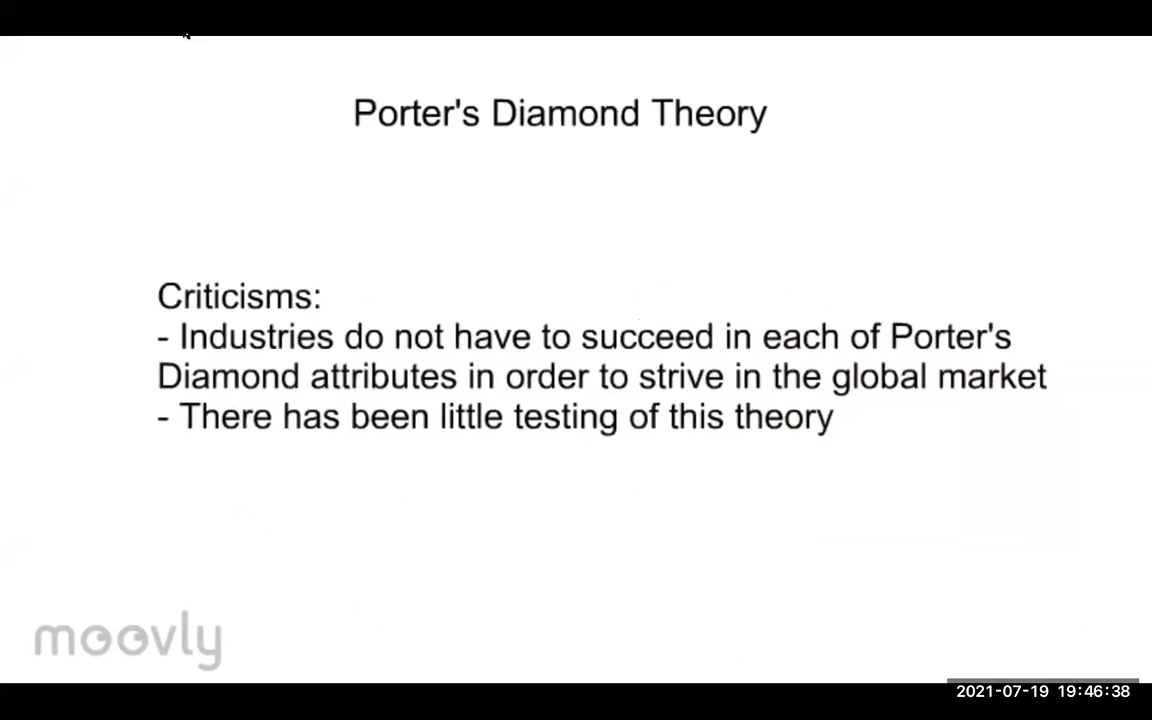 Porter's Diamond Theory
Criticisms:
- Industries do not have to succeed in each of Porter's
Diamond attributes in order to strive in the global market
- There has been little testing of this theory
moovly
2021-07-19 19:46:38